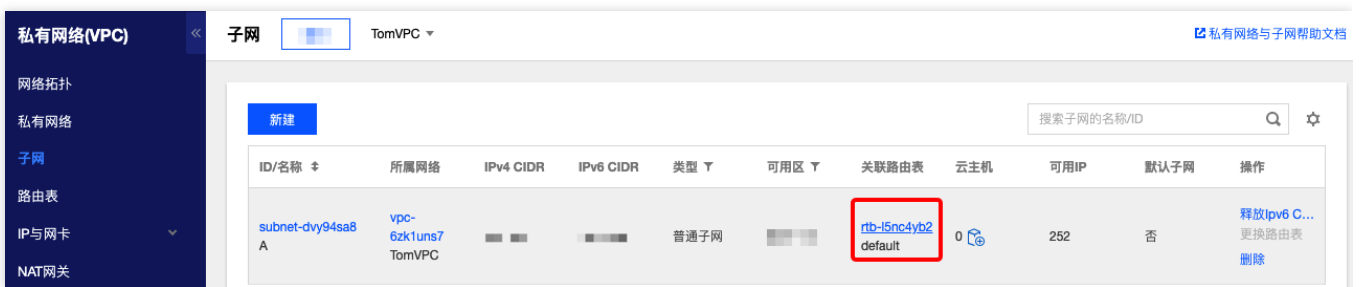 私有网络(VPC)
«
子网
TomVPC
私有网络与子网帮助文档
网络拓扑
私有网络
子网
路由表
IP与网卡
NAT网关
新建
搜索子网的名称/ID
ID/名称 所属网络 IPv4 CIDR IPv6 CIDR 类型 可用区 关联路由表 云主机 可用IP 默认子网 操作
subnet-dvy94sa8
A
vpc-
6zk1uns7
TomVPC
普通子网
rtb-l5nc4yb2
default
0
252
否
释放Ipv6 C...
更换路由表
删除